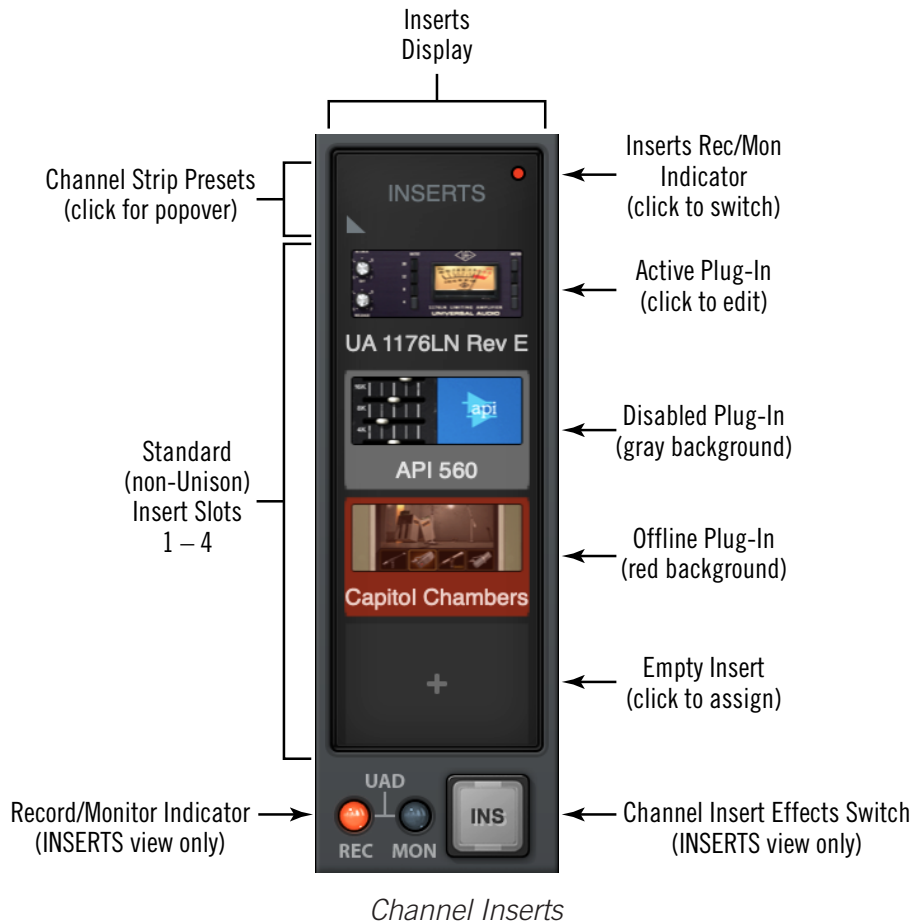 Inserts
Display
Channel Strip Presets
(click for popover)
Inserts Rec/Mon
Indicator
(click to switch)
INSERTS
Active Plug-In
(click to edit)
UNIVERSAL AUDIO
UA 1176LN Rev E
api
Disabled Plug-In
(gray background)
API 560
Standard
(non-Unison)
Insert Slots
1 – 4
Offline Plug-In
(red background)
Capitol Chambers
+
Empty Insert
(click to assign)
UAD
REC MON
INS
Record/Monitor Indicator
(INSERTS view only)
Channel Insert Effects Switch
(INSERTS view only)
Channel Inserts